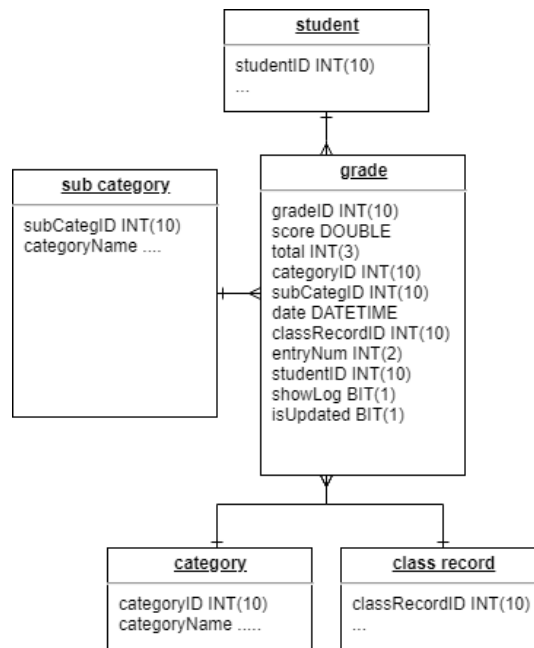 student
studentID INT(10)
...
sub category
subCategID INT(10)
categoryName ....
grade
gradeID INT(10)
score DOUBLE
total INT(3)
categoryID INT(10)
subCategID INT(10)
date DATETIME
classRecordID INT(10)
entryNum INT(2)
studentID INT(10)
showLog BIT(1)
isUpdated BIT(1)
category
categoryID INT(10)
categoryName .....
class record
classRecordID INT(10)
...